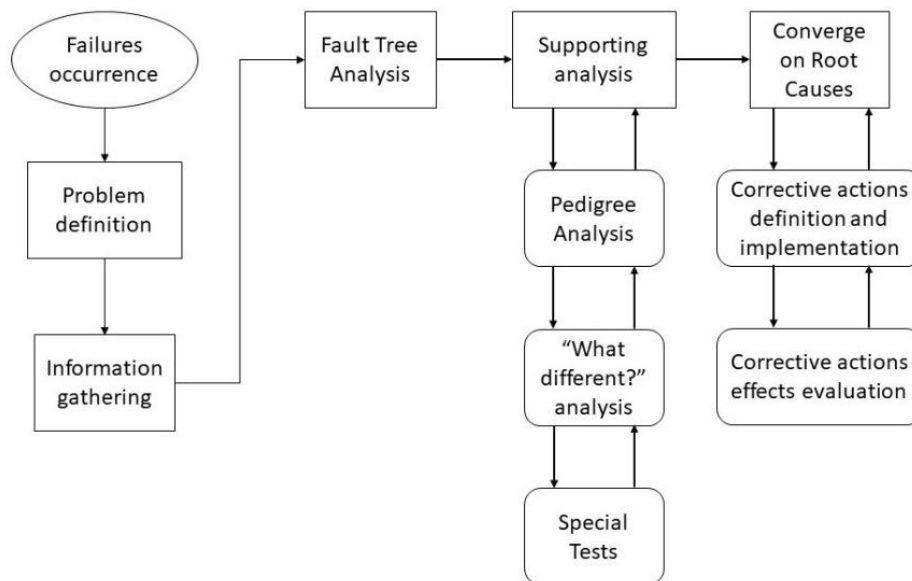 Failures
occurrence
Problem
definition
Information
gathering
Fault Tree
Analysis
Supporting
analysis
Pedigree
Analysis
“What
different?”
analysis
Special
Tests
Converge
on Root
Causes
Corrective actions
definition and
implementation
Corrective actions
effects evaluation